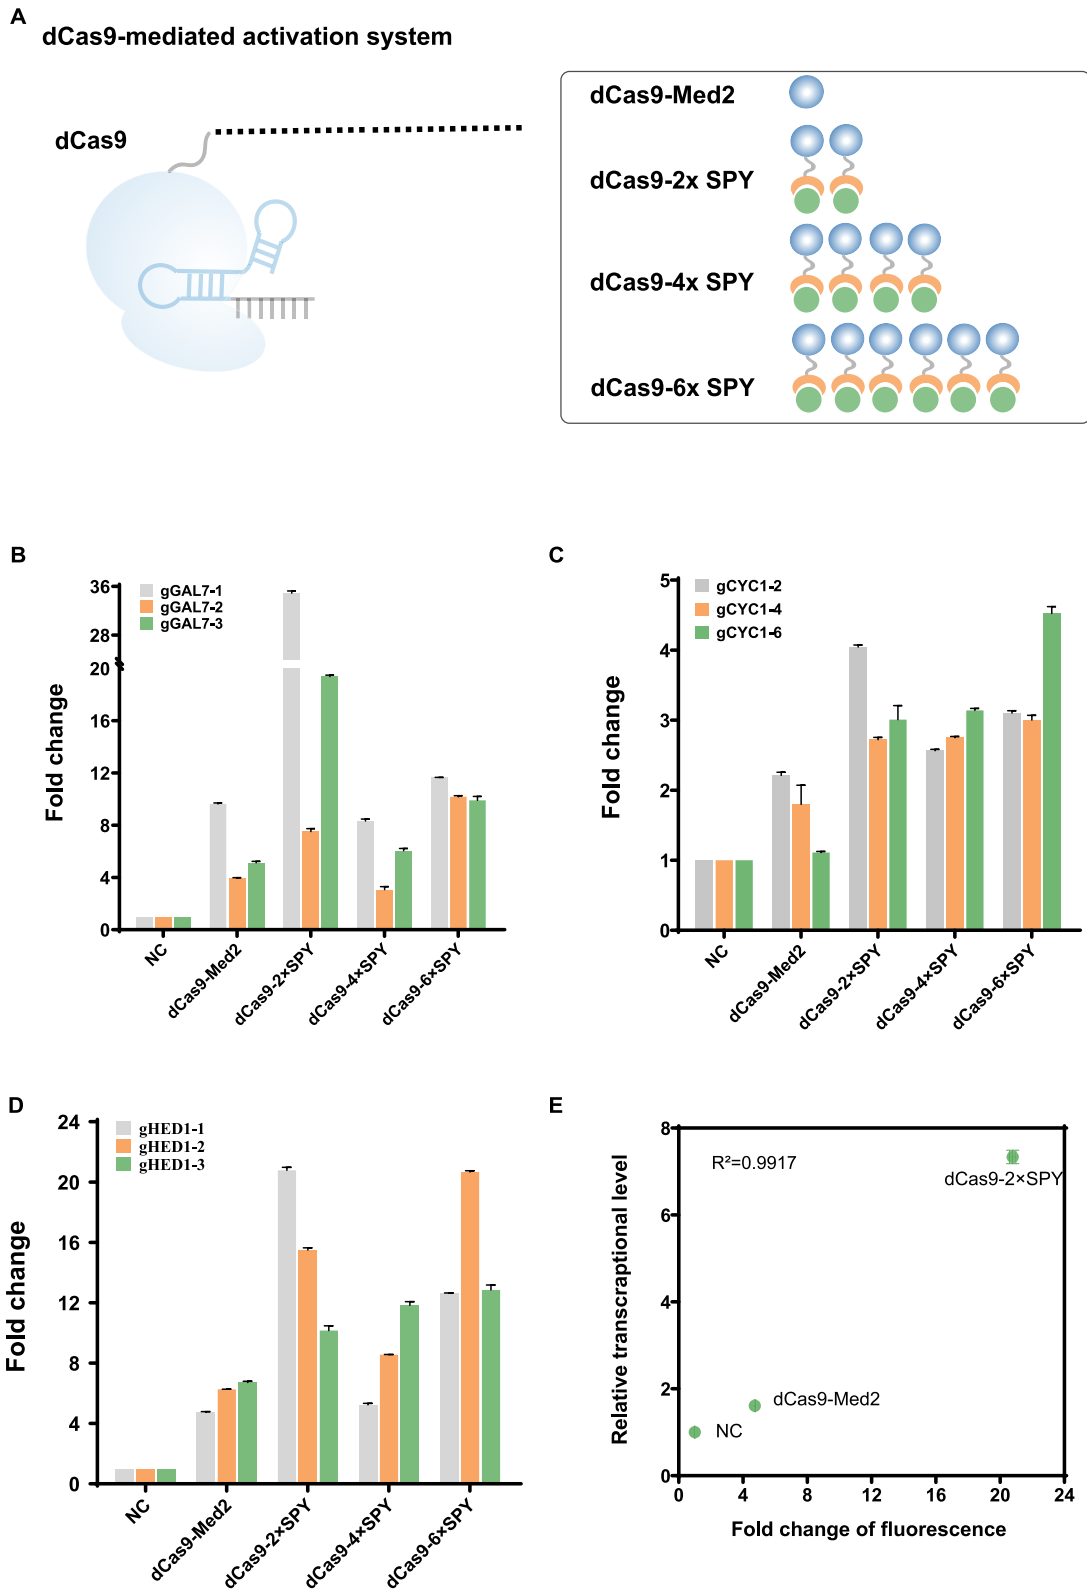 A
dCas9-mediated activation system
dCas9
dCas9-Med2
dCas9-2x SPY
dCas9-4x SPY
dCas9-6x SPY
B
Fold change
36
28
20
16
12
8
4
0
gGAL7-1
gGAL7-2
gGAL7-3
NC
dCas9-Med2
dCas9-2×SPY
dCas9-4×SPY
dCas9-6×SPY
C
Fold change
5
4
3
2
1
0
gCYC1-2
gCYC1-4
gCYC1-6
NC
dCas9-Med2
dCas9-2×SPY
dCas9-4×SPY
dCas9-6×SPY
D
Fold change
24
20
16
12
8
4
0
gHED1-1
gHED1-2
gHED1-3
NC
dCas9-Med2
dCas9-2×SPY
dCas9-4×SPY
dCas9-6×SPY
E
Relative transcraptional level
8
6
4
2
0
R²=0.9917
dCas9-2×SPY
dCas9-Med2
NC
0 4 8 12 16 20 24
Fold change of fluorescence